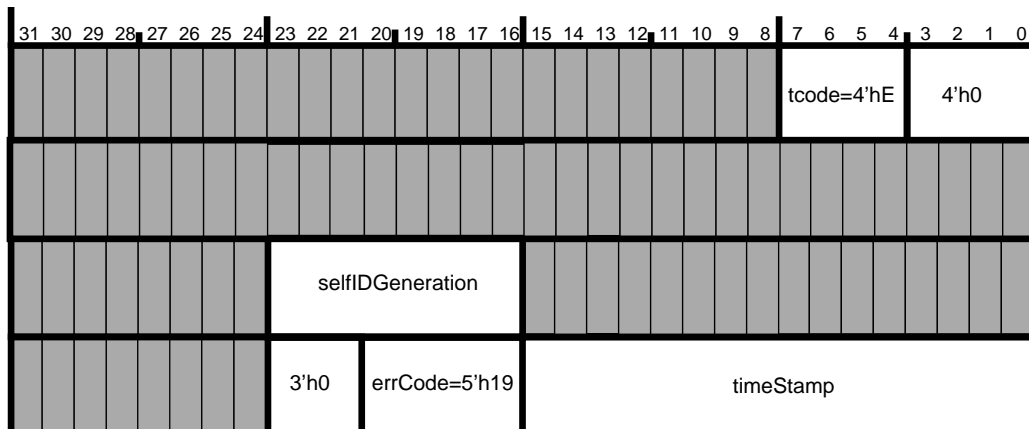 31 30 29 28 27 26 25 24 23 22 21 20 19 18 17 16 15 14 13 12 11 10 9 8 7 6 5 4 3 2 1 0
tcode=4’hE 4’h0
selfIDGeneration
3’h0 errCode=5’h19 timeStamp